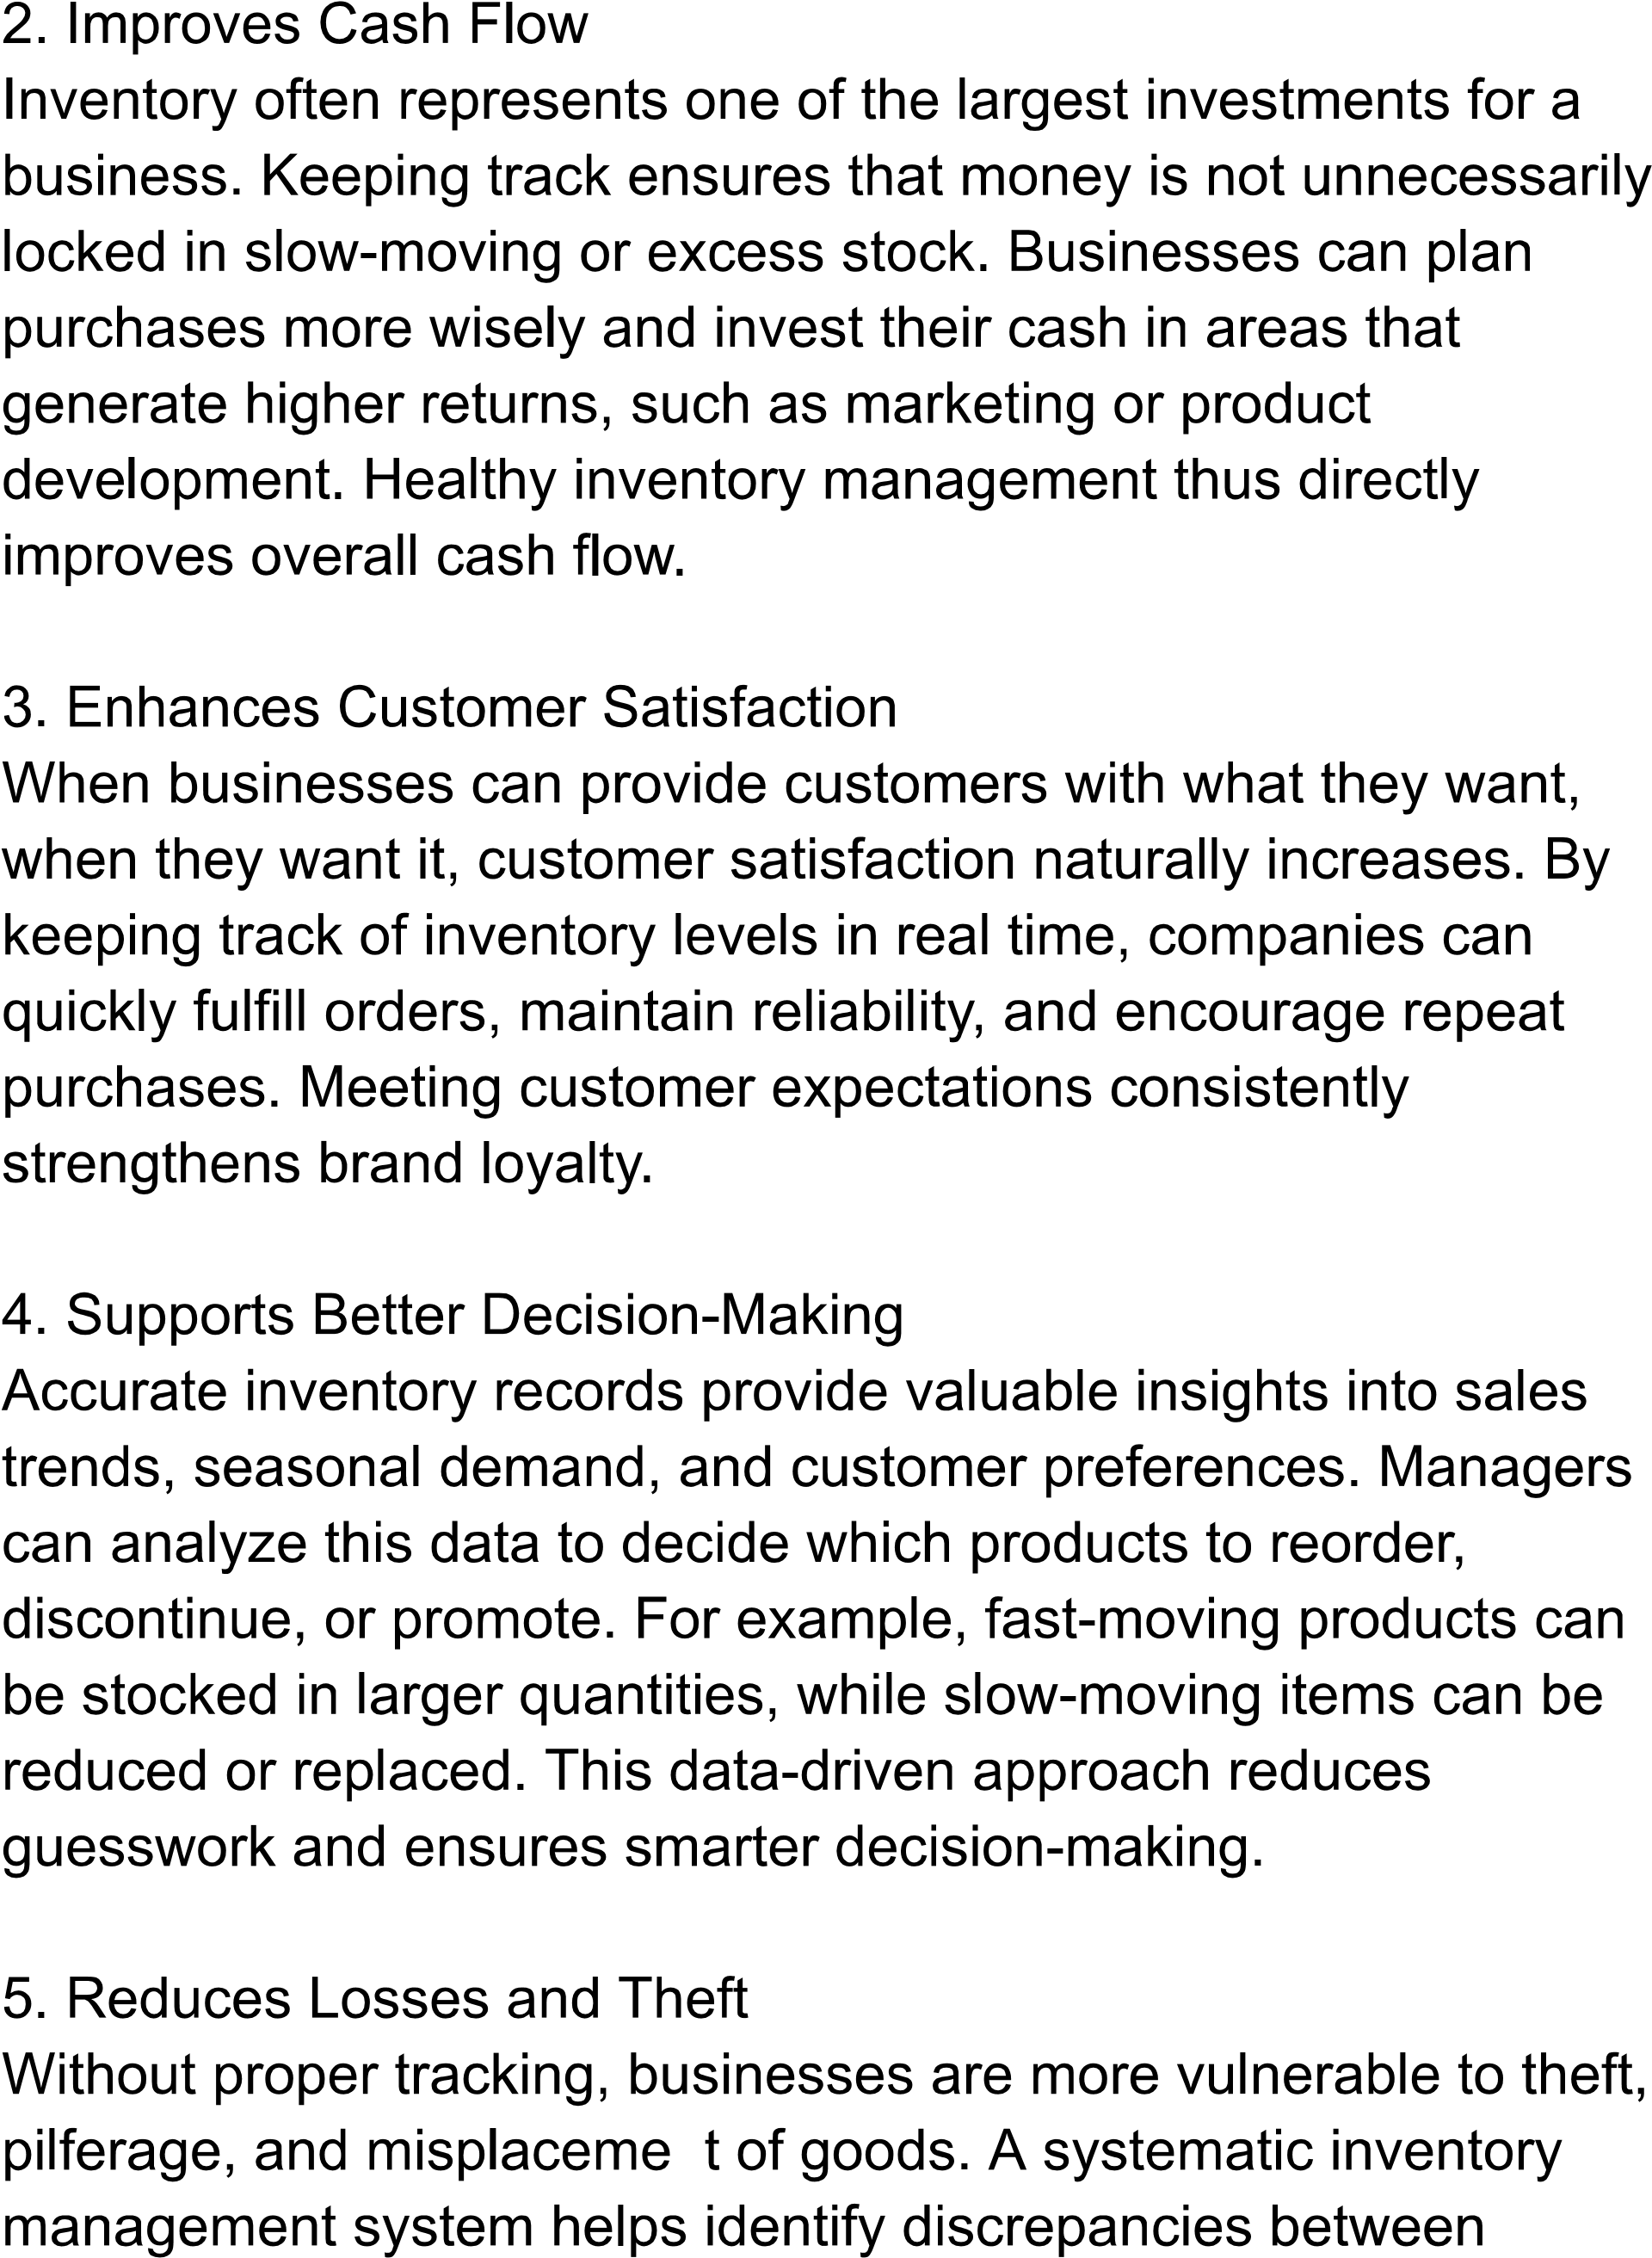 2. Improves Cash Flow
Inventory often represents one of the largest investments for a
business. Keeping track ensures that money is not unnecessarily
locked in slow-moving or excess stock. Businesses can plan
purchases more wisely and invest their cash in areas that
generate higher returns, such as marketing or product
development. Healthy inventory management thus directly
improves overall cash flow.
3. Enhances Customer Satisfaction
When businesses can provide customers with what they want,
when they want it, customer satisfaction naturally increases. By
keeping track of inventory levels in real time, companies can
quickly fulfill orders, maintain reliability, and encourage repeat
purchases. Meeting customer expectations consistently
strengthens brand loyalty.
4. Supports Better Decision-Making
Accurate inventory records provide valuable insights into sales
trends, seasonal demand, and customer preferences. Managers
can analyze this data to decide which products to reorder,
discontinue, or promote. For example, fast-moving products can
be stocked in larger quantities, while slow-moving items can be
reduced or replaced. This data-driven approach reduces
guesswork and ensures smarter decision-making.
5. Reduces Losses and Theft
Without proper tracking, businesses are more vulnerable to theft,
pilferage, and misplaceme t of goods. A systematic inventory
management system helps identify discrepancies between